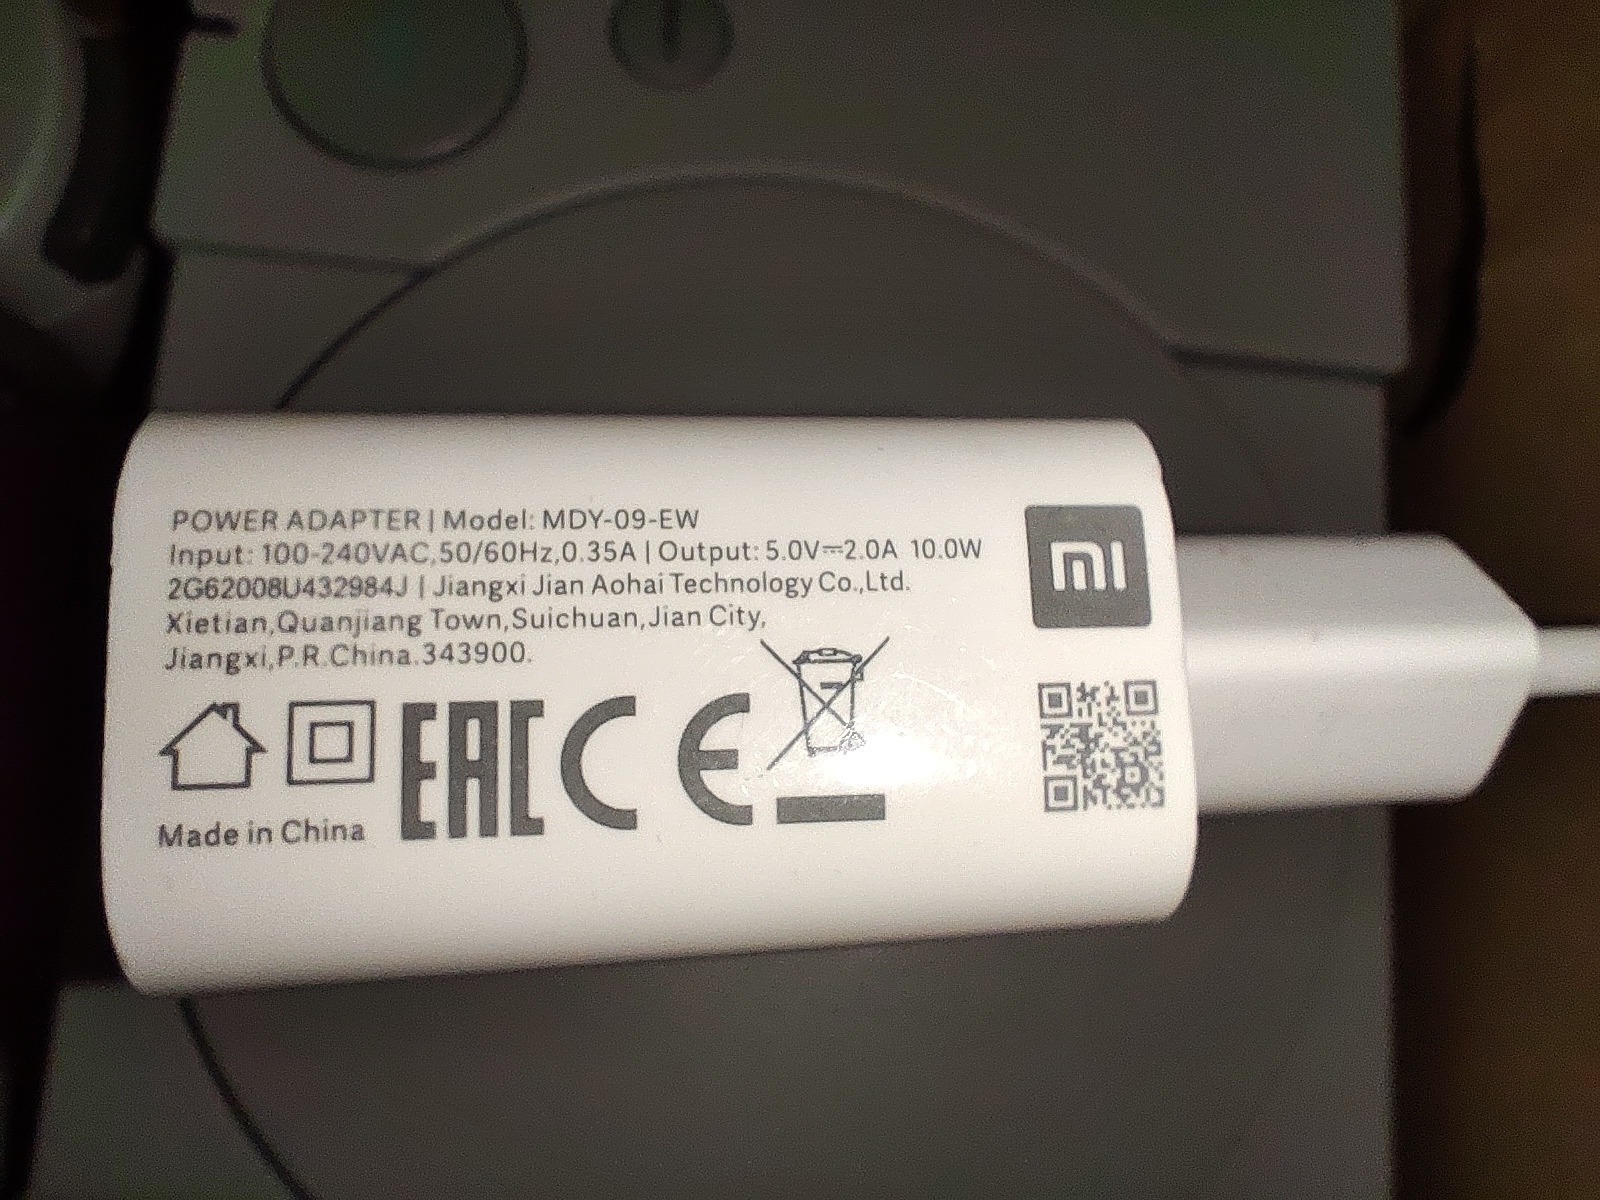 POWER ADAPTER | Model: MDY-09-EW
Input: 100-240VAC,50/60Hz,0.35A | Output: 5.0V⎓2.0A 10.0W
2G62008U432984J | Jiangxi Jian Aohai Technology Co.,Ltd.
Xietian,Quanjiang Town,Suichuan,Jian City,
Jiangxi,P.R.China.343900.
mi
EAC CE
Made in China